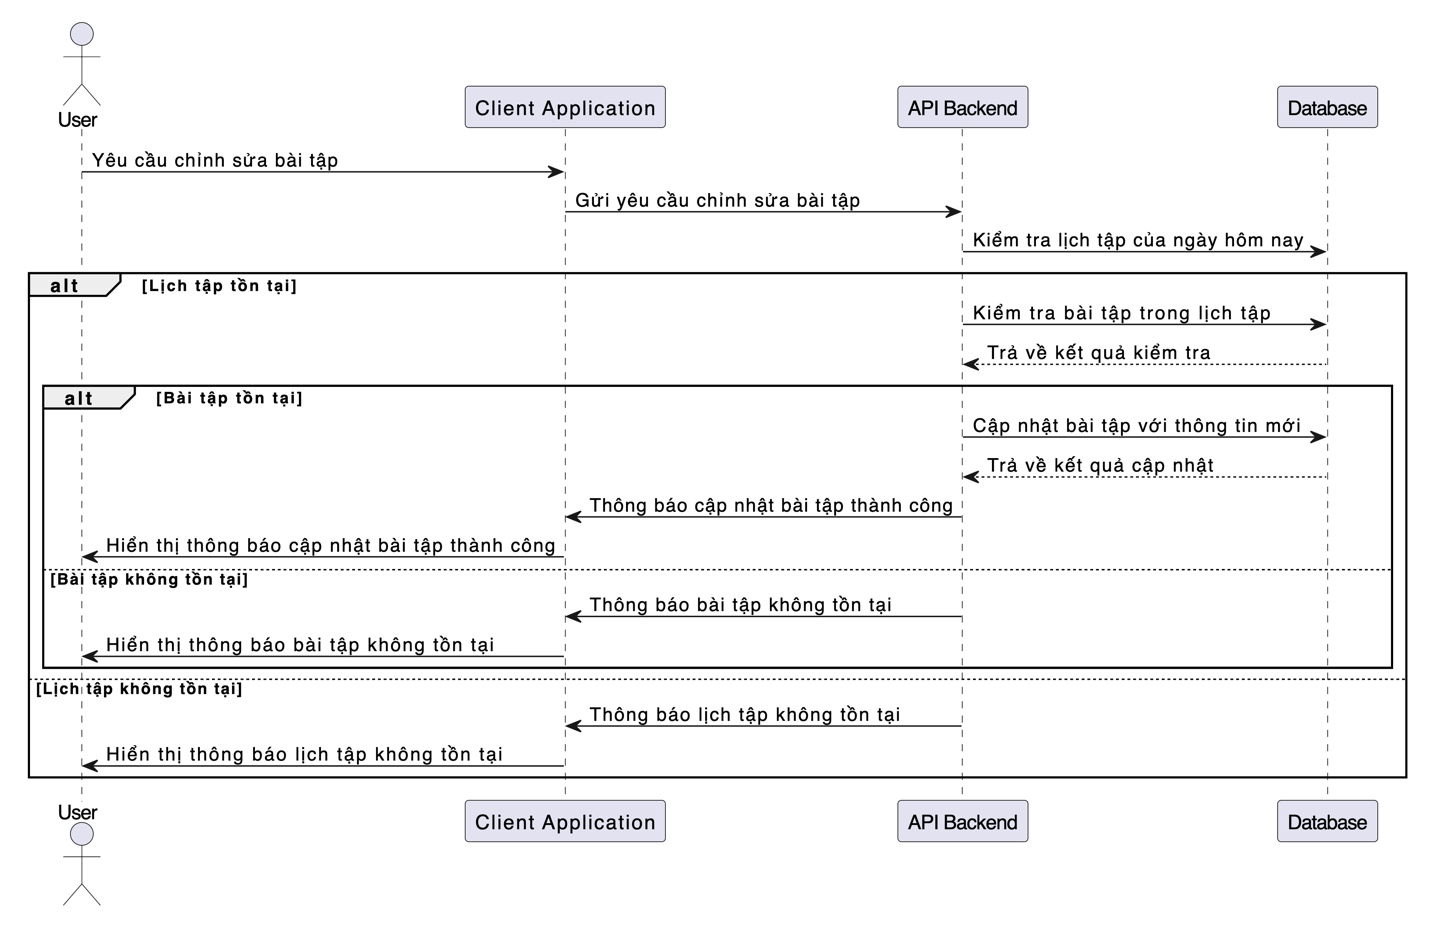 User
Client Application
API Backend
Database
Yêu cầu chỉnh sửa bài tập
Gửi yêu cầu chỉnh sửa bài tập
Kiểm tra lịch tập của ngày hôm nay
alt
[Lịch tập tồn tại]
Kiểm tra bài tập trong lịch tập
Trả về kết quả kiểm tra
alt
[Bài tập tồn tại]
Cập nhật bài tập với thông tin mới
Trả về kết quả cập nhật
Thông báo cập nhật bài tập thành công
Hiển thị thông báo cập nhật bài tập thành công
[Bài tập không tồn tại]
Thông báo bài tập không tồn tại
Hiển thị thông báo bài tập không tồn tại
[Lịch tập không tồn tại]
Thông báo lịch tập không tồn tại
Hiển thị thông báo lịch tập không tồn tại
User
Client Application
API Backend
Database